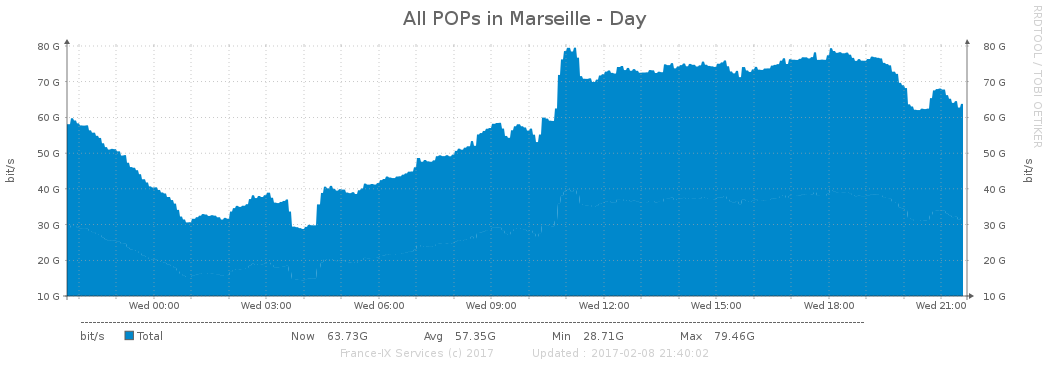 All POPs in Marseille - Day
RRDTOOL / TOBI OETIKER
bit/s
80 G
70 G
60 G
50 G
40 G
30 G
20 G
10 G
80 G
70 G
60 G
50 G
40 G
30 G
20 G
10 G
bit/s
Wed 00:00 Wed 03:00 Wed 06:00 Wed 09:00 Wed 12:00 Wed 15:00 Wed 18:00 Wed 21:00
bit/s Total Now 63.73G Avg 57.35G Min 28.71G Max 79.46G
France-IX Services (c) 2017 Updated : 2017-02-08 21:40:02